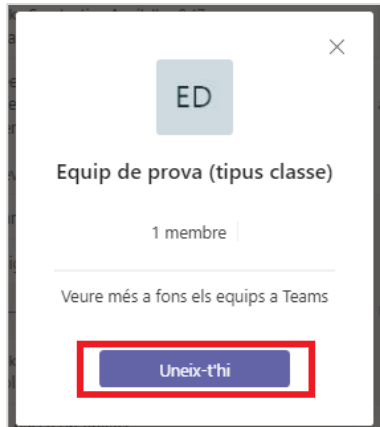 ED
Equip de prova (tipus classe)
1 membre
Veure més a fons els equips a Teams
Uneix-t'hi